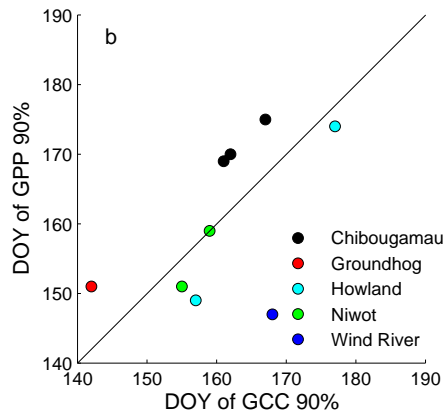 b
190
180
170
160
150
140
DOY of GPP 90%
Chibougamau
Groundhog
Howland
Niwot
Wind River
140 150 160 170 180 190
DOY of GCC 90%